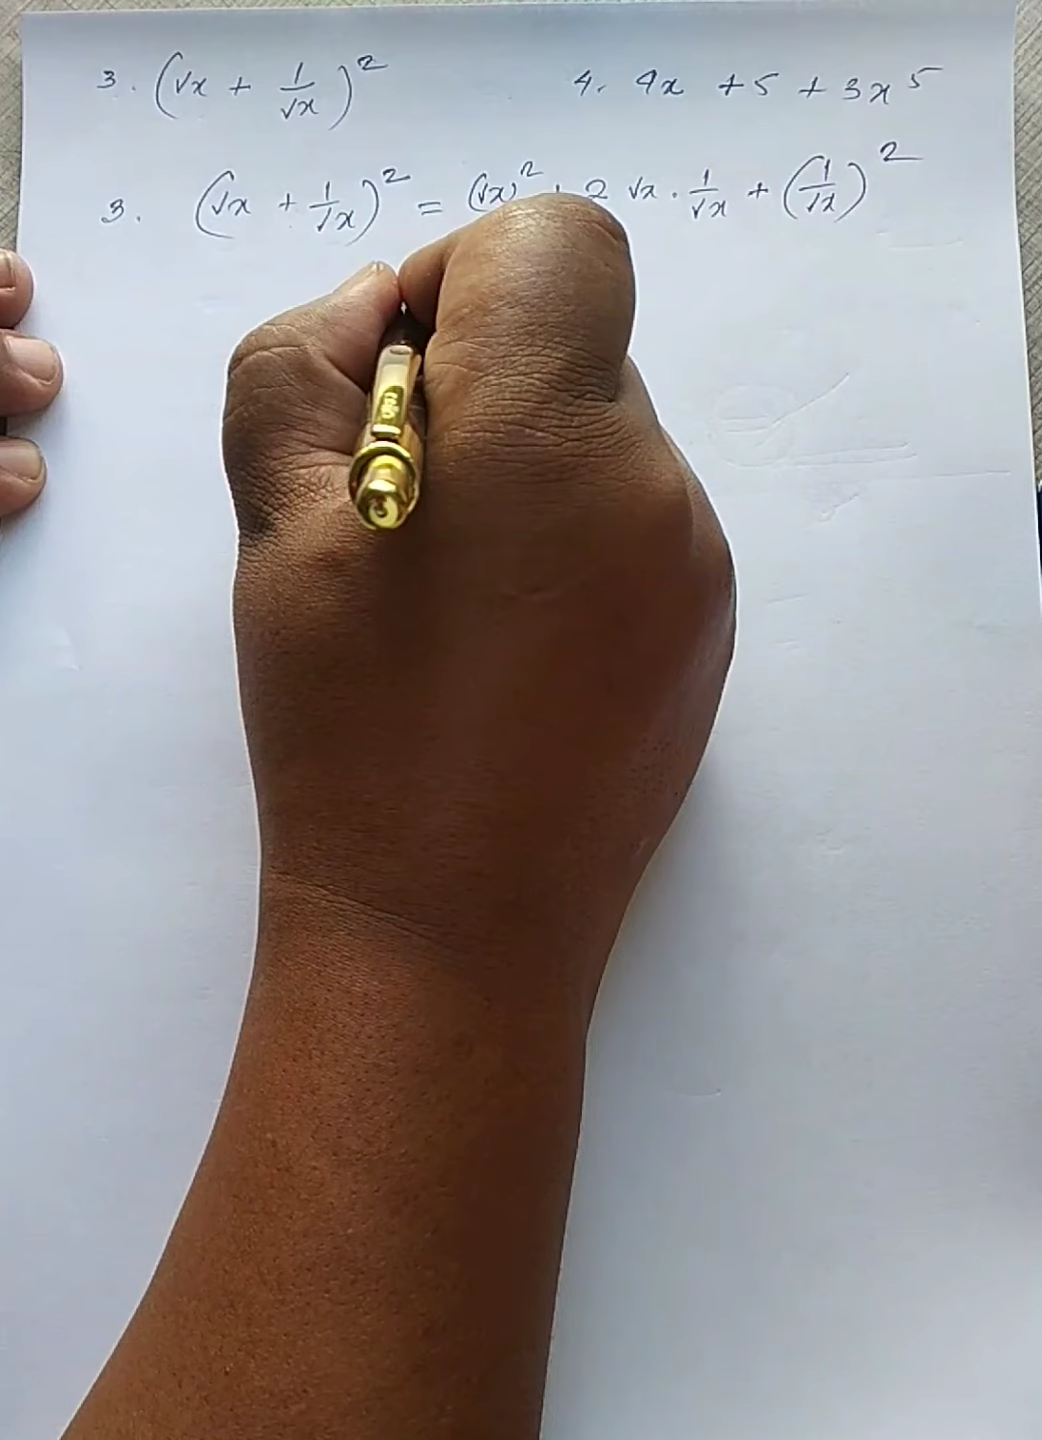 3. (√x + 1/√x)² 4. 4x + 5 + 3x⁵
3. (√x + 1/√x)² = (√x)² + 2 √x · 1/√x + (1/√x)²